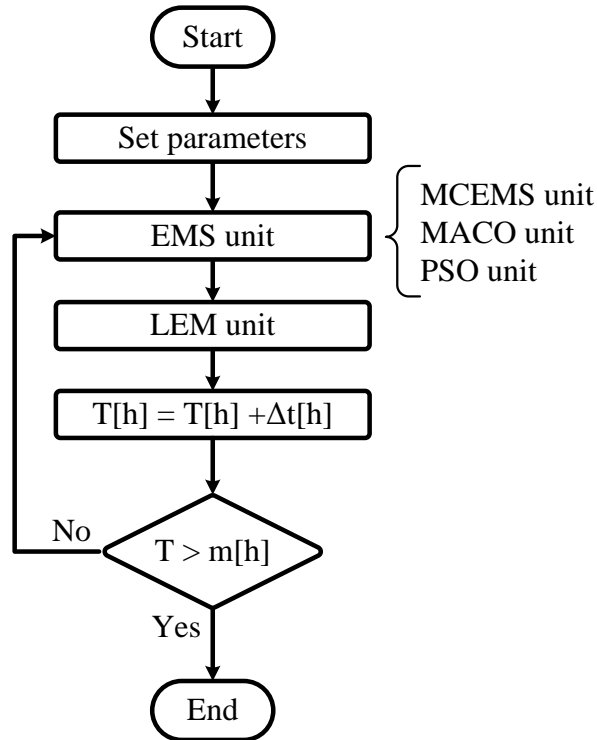 Start
Set parameters
EMS unit
MCEMS unit
MACO unit
PSO unit
LEM unit
T[h] = T[h] +Δt[h]
T > m[h]
No
Yes
End